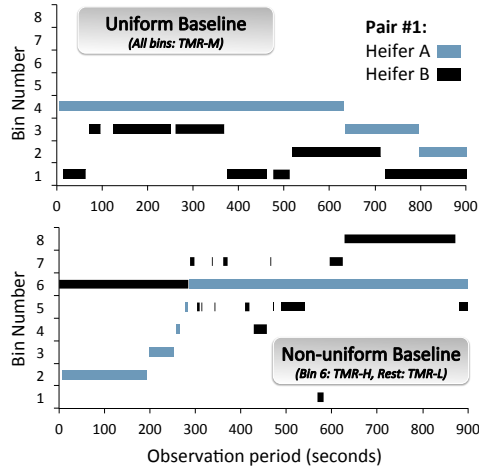 Uniform Baseline
(All bins: TMR-M)
Pair #1:
Heifer A
Heifer B
Bin Number
8
7
6
5
4
3
2
1
0 100 200 300 400 500 600 700 800 900
Bin Number
8
7
6
5
4
3
2
1
Non-uniform Baseline
(Bin 6: TMR-H, Rest: TMR-L)
0 100 200 300 400 500 600 700 800 900
Observation period (seconds)